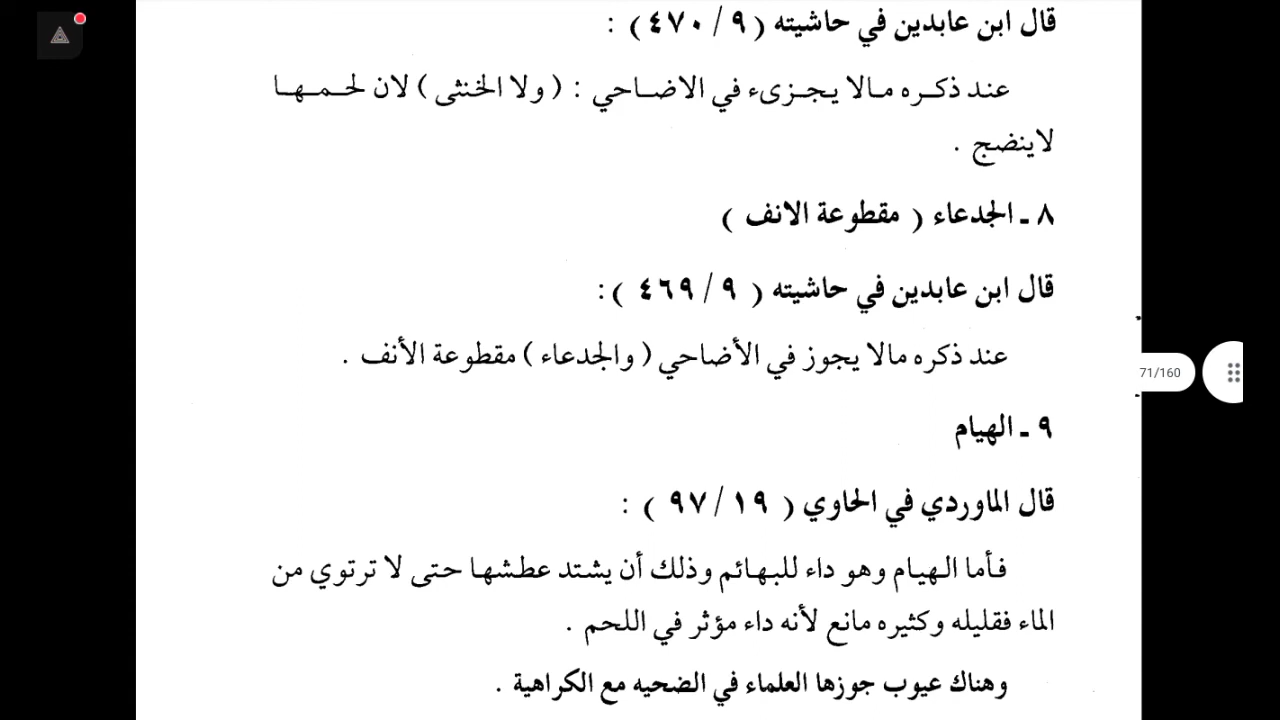 قال ابن عابدين في حاشيته ( ٩ / ٤٧٠ ) :
عند ذكره مالا يجزىء في الاضاحي : ( ولا الخنثى ) لان لحمها
لاينضج .
٨ ـ الجدعاء ( مقطوعة الانف )
قال ابن عابدين في حاشيته ( ٩ / ٤٦٩ ) :
عند ذكره مالا يجوز في الأضاحي ( والجدعاء ) مقطوعة الأنف .
71/160
٩ ـ الهيام
قال الماوردي في الحاوي ( ١٩ / ٩٧ ) :
فأما الهيام وهو داء للبهائم وذلك أن يشتد عطشها حتى لا ترتوي من
الماء فقليله وكثيره مانع لأنه داء مؤثر في اللحم .
وهناك عيوب جوزها العلماء في الضحيه مع الكراهية .